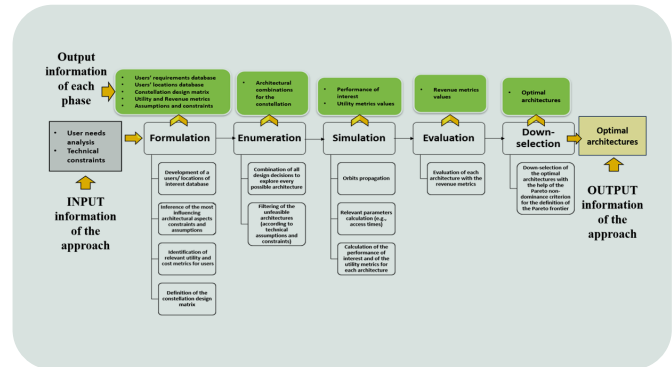 Output
information
of each
phase
• Users' requirements database
• Users' locations database
• Constellation design matrix
• Utility and Revenue metrics
• Assumptions and constraints
• Architectural
combinations
for the
constellation
• Performance of
interest
• Utility metrics values
• Revenue metrics
values
• Optimal
architectures
• User needs
analysis
• Technical
constraints
Formulation
Enumeration
Simulation
Evaluation
Down-
selection
Optimal
architectures
INPUT
information
of the
approach
OUTPUT
information
of the
approach
Development of a
users/ locations of
interest database
Inference of the most
influencing
architectural aspects
constraints and
assumptions
Identification of
relevant utility and
cost metrics for users
Definition of the
constellation design
matrix
Combination of all
design decisions to
explore every
possible architecture
Filtering of the
unfeasible
architectures
(according to
technical
assumptions and
constraints)
Orbits propagation
Relevant parameters
calculation (e.g.,
access times)
Calculation of the
performance of
interest and of the
utility metrics for
each architecture
Evaluation of each
architecture with the
revenue metrics
Down-selection of
the optimal
architectures with
the help of the
Pareto non-
dominance criterion
for the definition of
the Pareto frontier